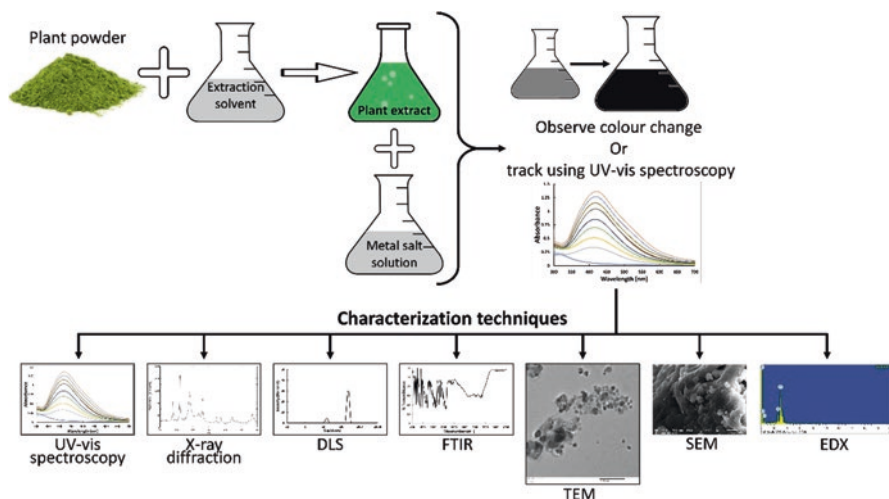 Plant powder
Extraction
solvent
Plant extract
Metal salt
solution
Observe colour change
Or
track using UV-vis spectroscopy
Absorbance
Wavelength [nm]
Characterization techniques
UV-vis
spectroscopy
X-ray
diffraction
DLS
FTIR
TEM
SEM
EDX